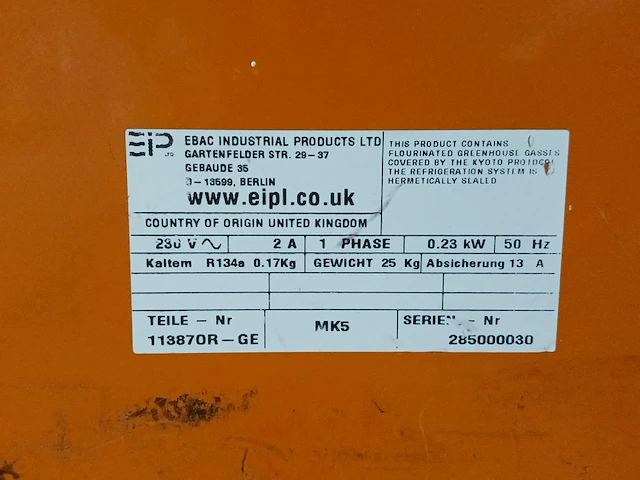 EIP LTD
EBAC INDUSTRIAL PRODUCTS LTD
GARTENFELDER STR. 29-37
GEBAUDE 35
D-13599, BERLIN
www.eipl.co.uk
THIS PRODUCT CONTAINS
FLOURINATED GREENHOUSE GASSES
COVERED BY THE KYOTO PROTOCOL
THE REFRIGERATION SYSTEM IS
HERMETICALLY SEALED
COUNTRY OF ORIGIN UNITED KINGDOM
230 V 2 A 1 PHASE 0.23 kW 50 Hz
Kaltem R134a 0.17Kg GEWICHT 25 Kg Absicherung 13 A
TEILE - Nr MK5 SERIEN - Nr
11387OR-GE 285000030